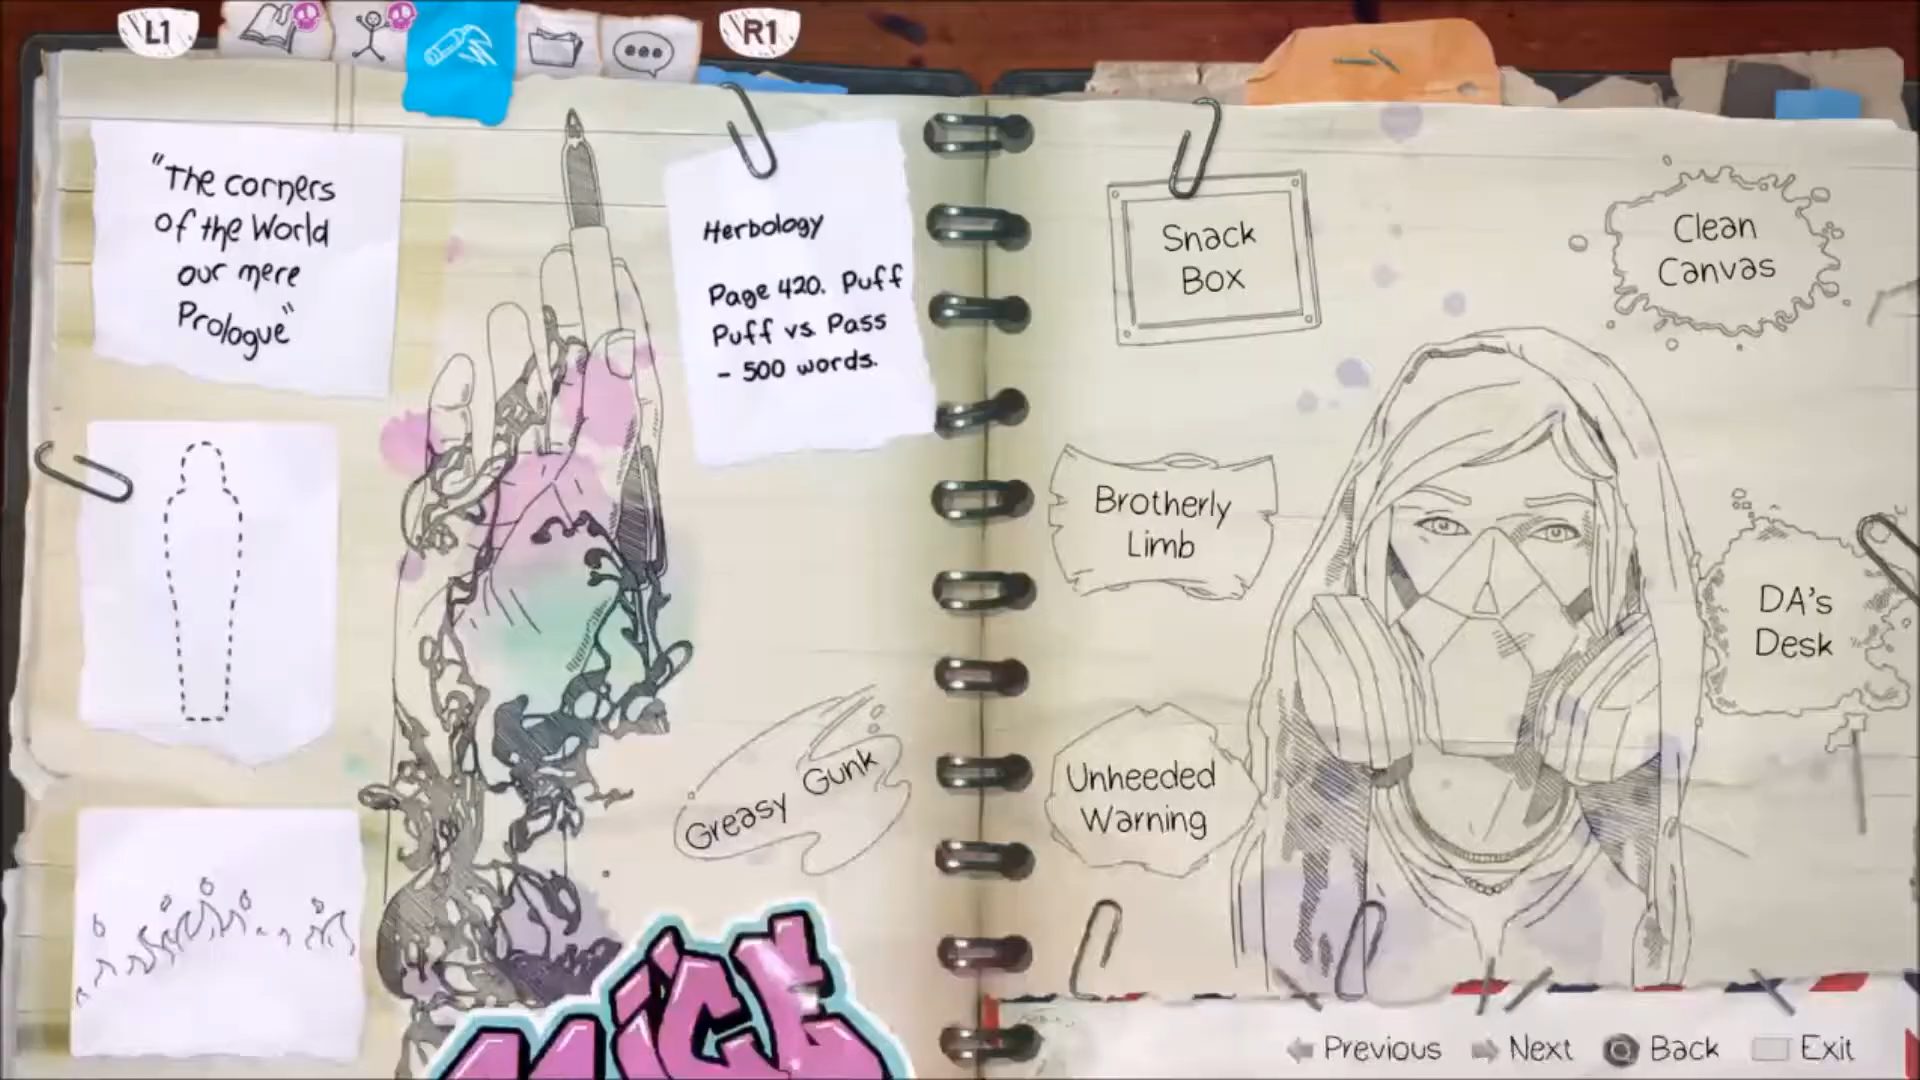 L1
R1
"The corners
of the World
our mere
Prologue"
Herbology
Page 420. Puff
Puff vs. Pass
- 500 words.
Greasy Gunk
Snack
Box
Clean
Canvas
Brotherly
Limb
DA's
Desk
Unheeded
Warning
Previous
Next
Back
Exit